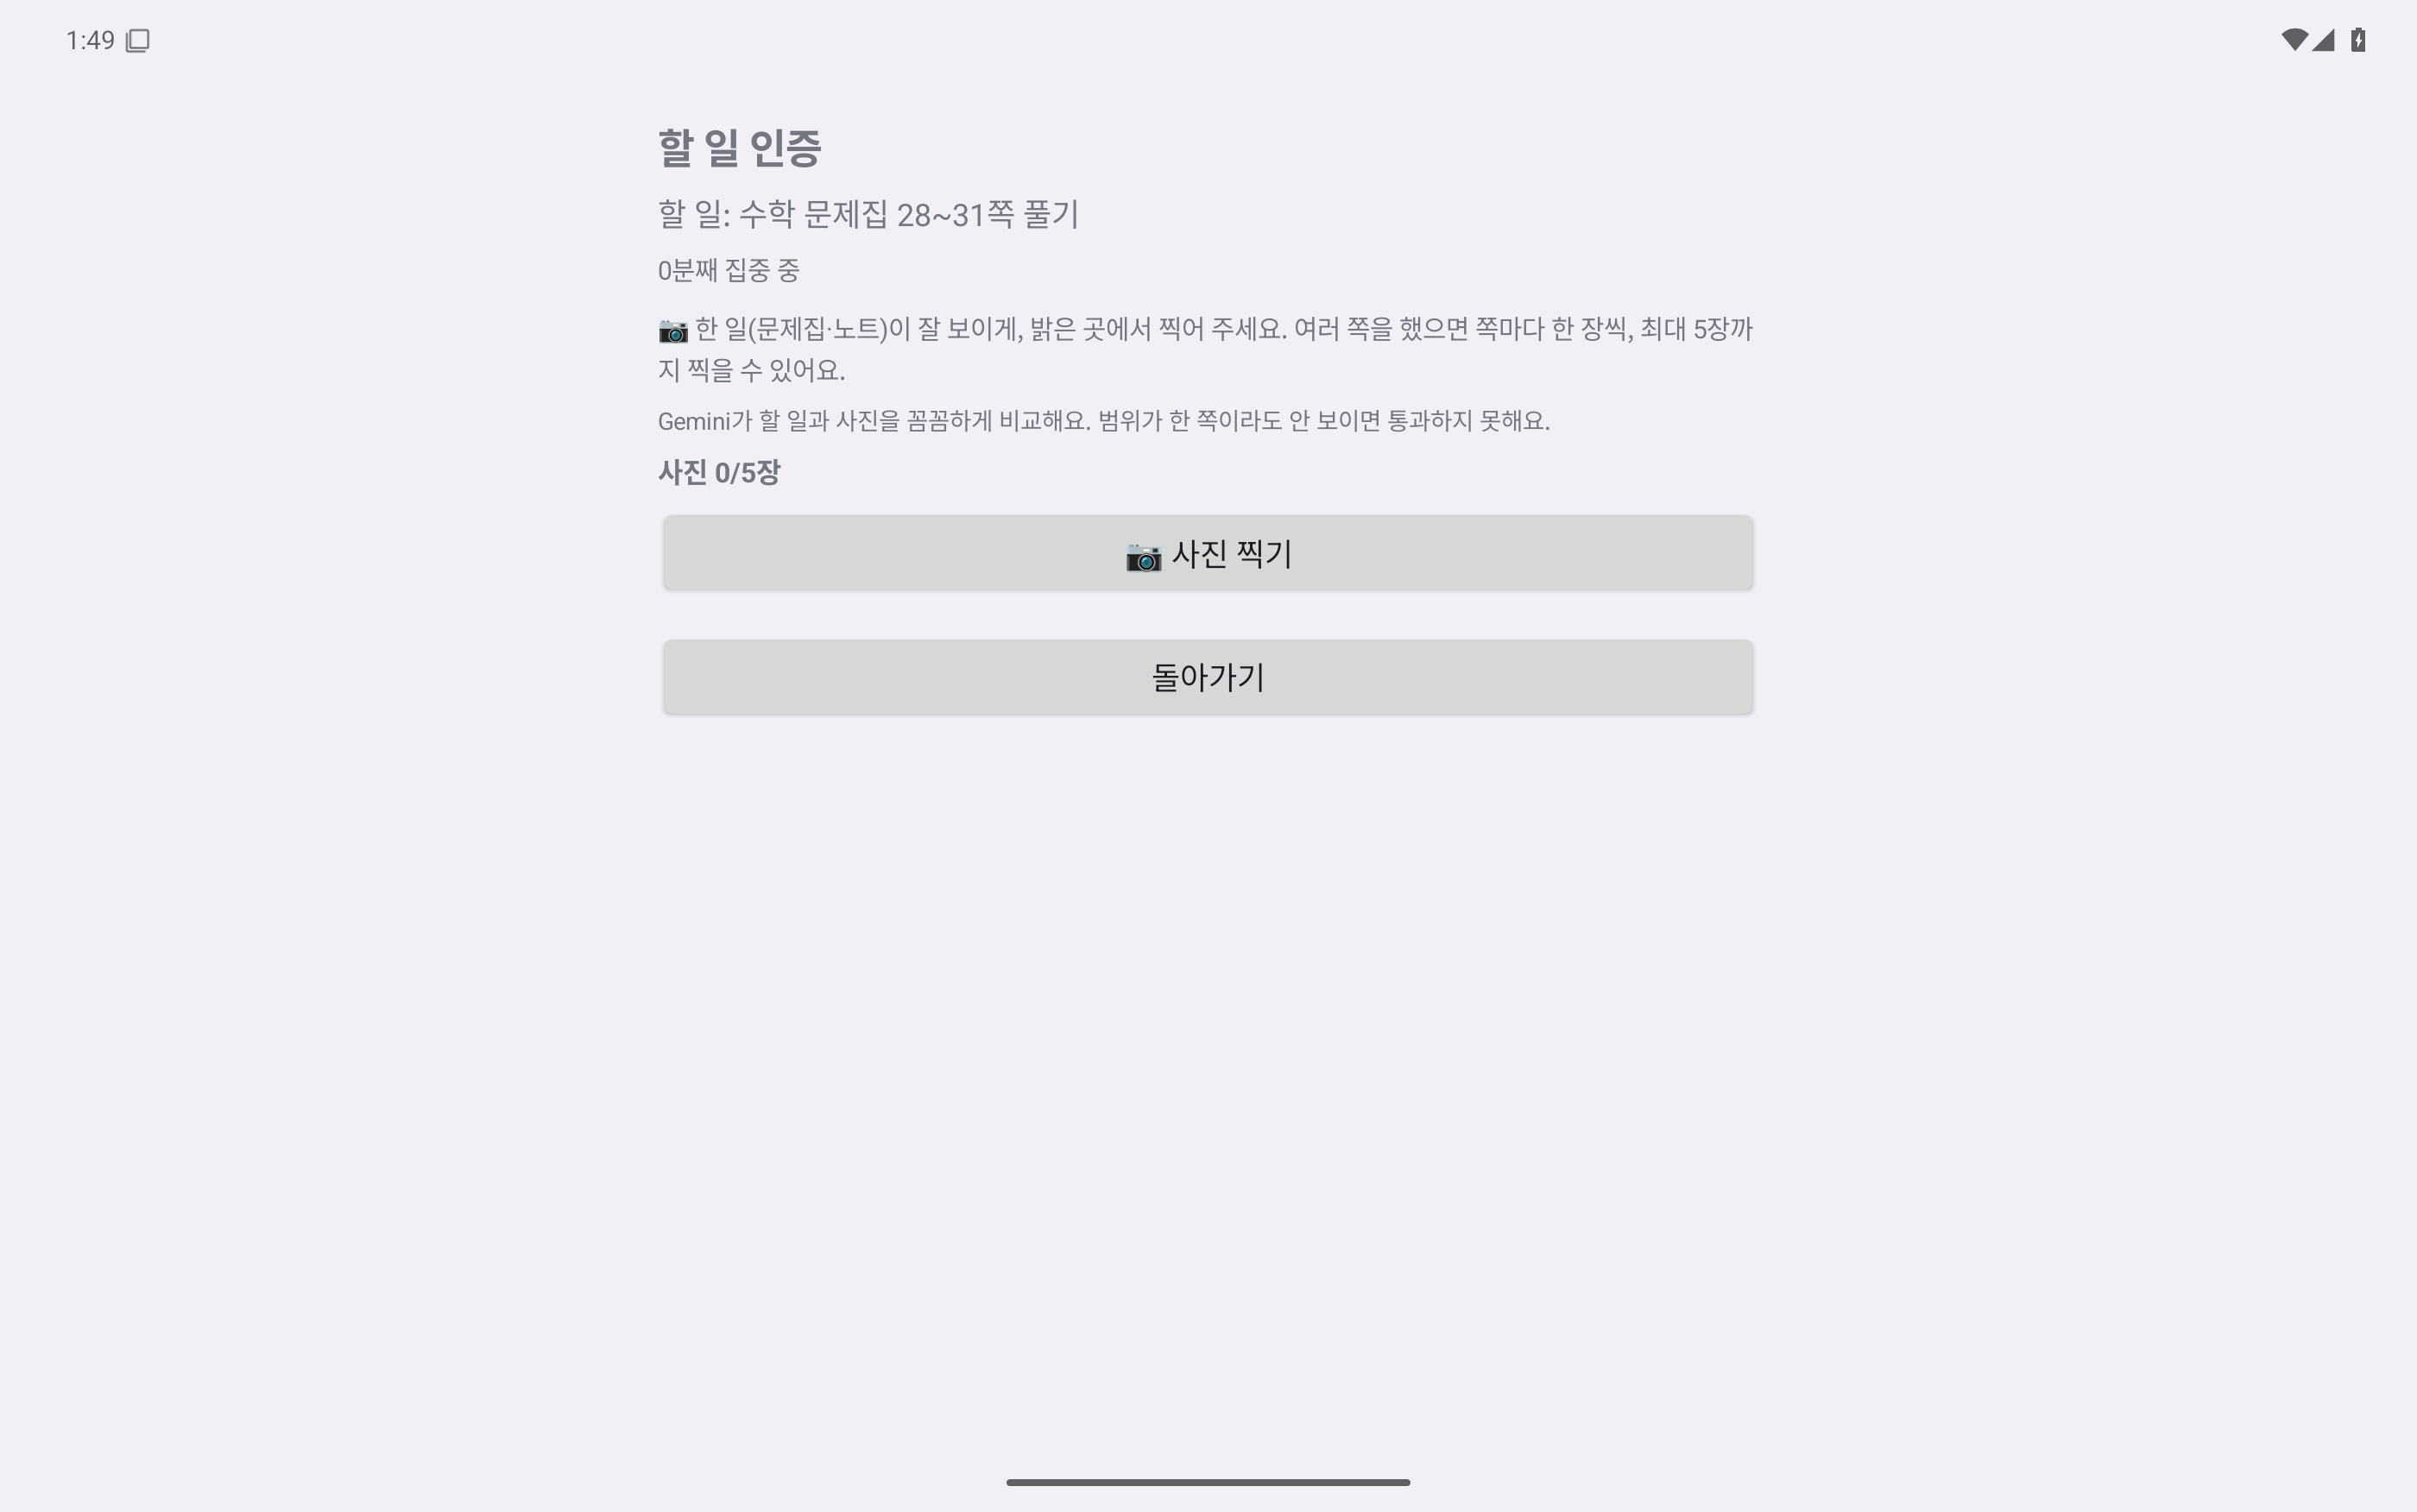 1:49
할 일 인증
할 일: 수학 문제집 28~31쪽 풀기
0분째 집중 중
📷 한 일(문제집·노트)이 잘 보이게, 밝은 곳에서 찍어 주세요. 여러 쪽을 했으면 쪽마다 한 장씩, 최대 5장까
지 찍을 수 있어요.
Gemini가 할 일과 사진을 꼼꼼하게 비교해요. 범위가 한 쪽이라도 안 보이면 통과하지 못해요.
사진 0/5장
📷 사진 찍기
돌아가기